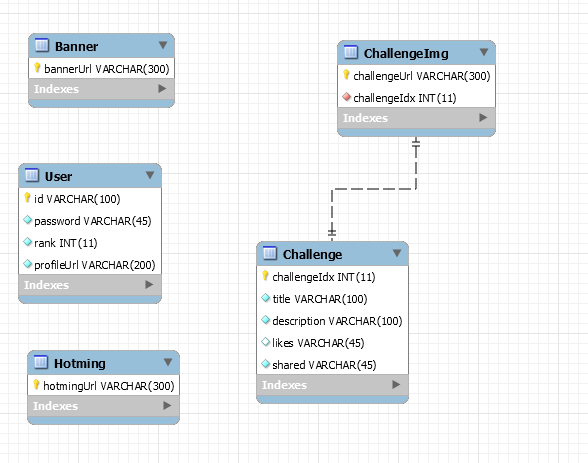 Banner
bannerUrl VARCHAR(300)
Indexes
ChallengeImg
challengeUrl VARCHAR(300)
challengeIdx INT(11)
Indexes
User
id VARCHAR(100)
password VARCHAR(45)
rank INT(11)
profileUrl VARCHAR(200)
Indexes
Challenge
challengeIdx INT(11)
title VARCHAR(100)
description VARCHAR(100)
likes VARCHAR(45)
shared VARCHAR(45)
Indexes
Hotming
hotmingUrl VARCHAR(300)
Indexes